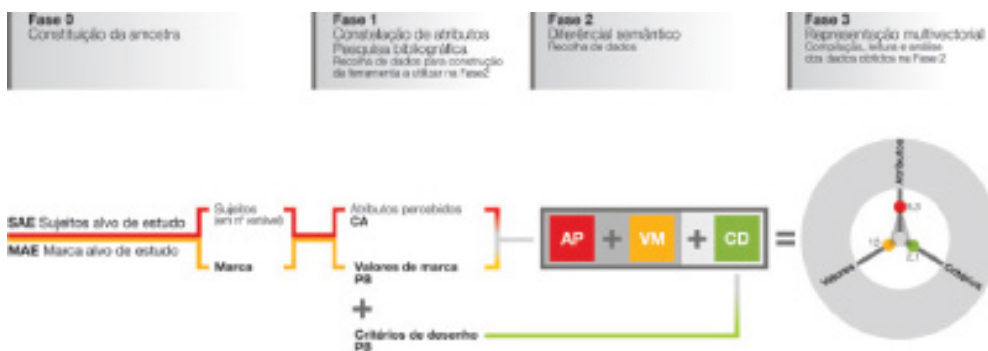 Fase 0
Constituição da amostra
Fase 1
Constelação de atributos
Pesquisa bibliográfica
Recolha de dados para construção
da ferramenta a utilizar na Fase2
Fase 2
Diferêncial semântico
Recolha de dados
Fase 3
Representação multivectorial
Compilação, leitura e análise
dos dados obtidos na Fase 2
SAE Sujeitos alvo de estudo
MAE Marca alvo de estudo
Sujeitos
(em nº variável)
Marca
Atributos percebidos
CA
Valores de marca
PB
+
Critérios de desenho
PB
AP + VM + CD =
Atributos
Valores
Critérios